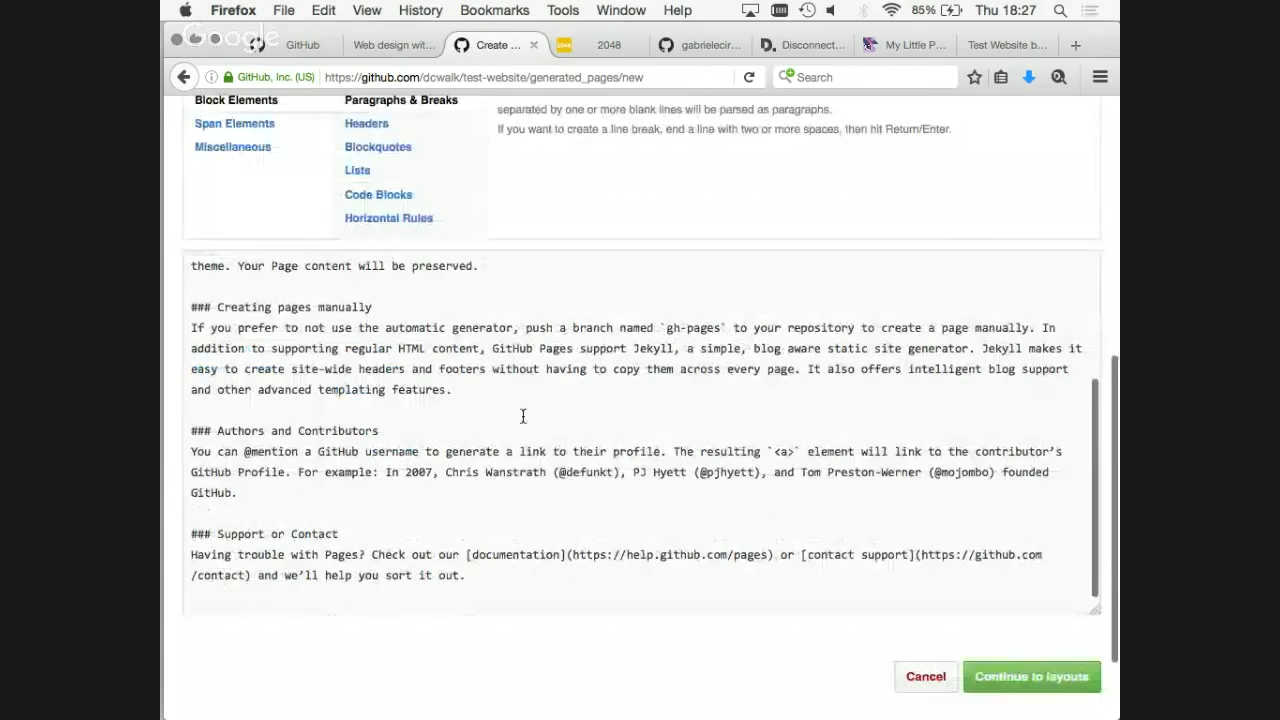 Firefox File Edit View History Bookmarks Tools Window Help 85% Thu 18:27
Google
GitHub Web design wit... Create ... 2048 2048 gabrielecir... D. Disconnect... My Little P... Test Website b...
GitHub, Inc. (US) https://github.com/dcwalk/test-website/generated_pages/new Search
Block Elements Paragraphs & Breaks separated by one or more blank lines will be parsed as paragraphs.
Span Elements Headers If you want to create a line break, end a line with two or more spaces, then hit Return/Enter.
Miscellaneous Blockquotes
Lists
Code Blocks
Horizontal Rules
theme. Your Page content will be preserved.
### Creating pages manually
If you prefer to not use the automatic generator, push a branch named `gh-pages` to your repository to create a page manually. In
addition to supporting regular HTML content, GitHub Pages support Jekyll, a simple, blog aware static site generator. Jekyll makes it
easy to create site-wide headers and footers without having to copy them across every page. It also offers intelligent blog support
and other advanced templating features.
### Authors and Contributors
You can @mention a GitHub username to generate a link to their profile. The resulting `<a>` element will link to the contributor’s
GitHub Profile. For example: In 2007, Chris Wanstrath (@defunkt), PJ Hyett (@pjhyett), and Tom Preston-Werner (@mojombo) founded
GitHub.
### Support or Contact
Having trouble with Pages? Check out our [documentation](https://help.github.com/pages) or [contact support](https://github.com
/contact) and we’ll help you sort it out.
Cancel Continue to layouts